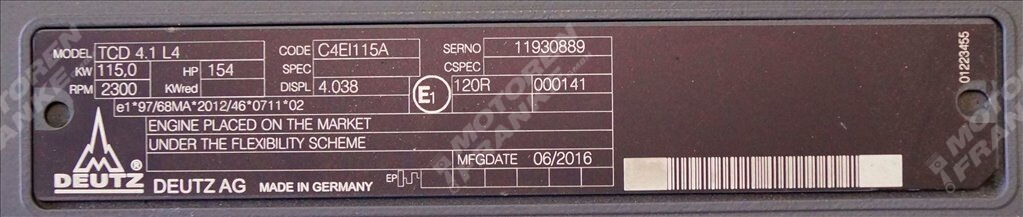 MODEL TCD 4.1 L4 CODE C4EI115A SERNO 11930889
KW 115,0 HP 154 SPEC CSPEC
RPM 2300 KWred DISPL 4.038 E1 120R 000141
e1*97/68MA*2012/46*0711*02
ENGINE PLACED ON THE MARKET
UNDER THE FLEXIBILITY SCHEME
MFGDATE 06/2016
DEUTZ ® DEUTZ AG MADE IN GERMANY EP
01223455
MOTOREN
FRANKE